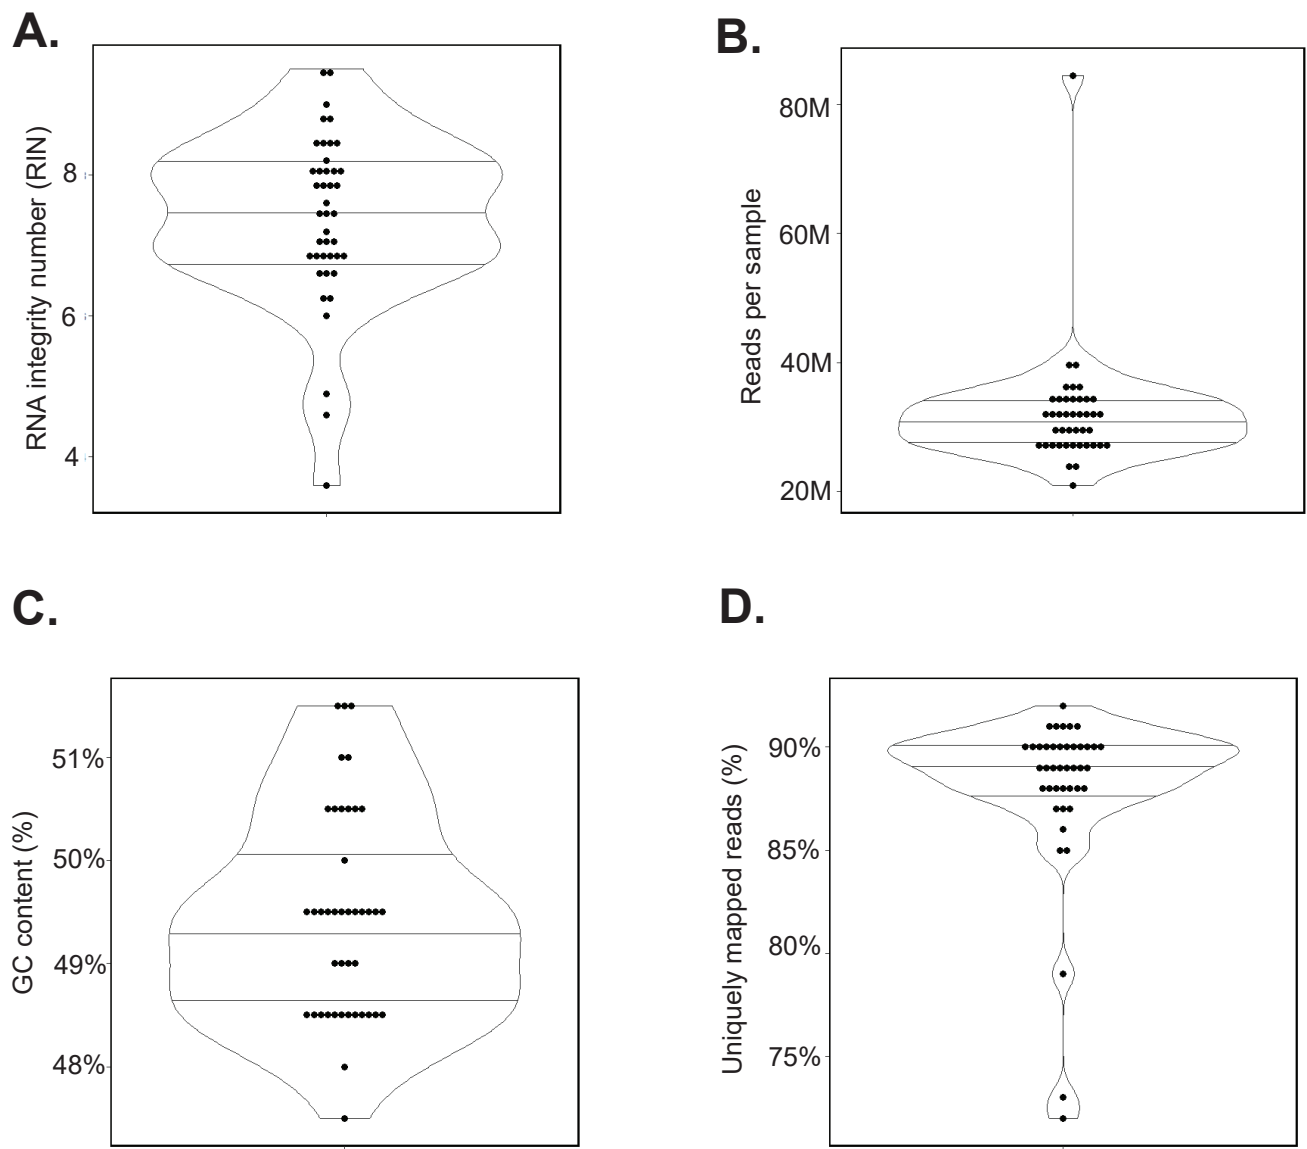 A.
RNA integrity number (RIN)
8
6
4
B.
Reads per sample
80M
60M
40M
20M
C.
GC content (%)
51%
50%
49%
48%
D.
Uniquely mapped reads (%)
90%
85%
80%
75%